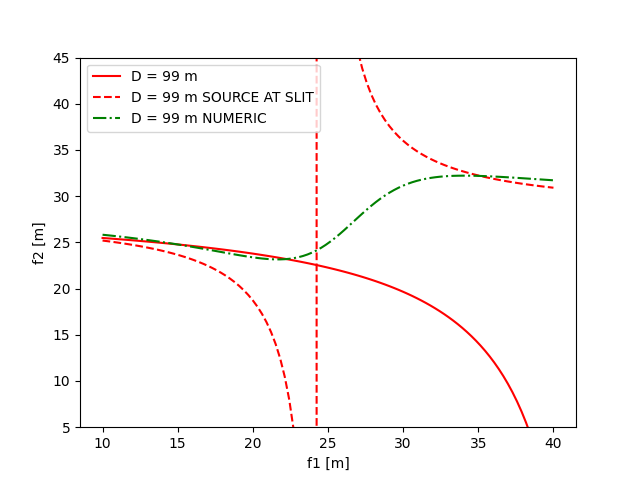 D = 99 m
D = 99 m SOURCE AT SLIT
D = 99 m NUMERIC
45
40
35
30
25
20
15
10
5
f2 [m]
10 15 20 25 30 35 40
f1 [m]